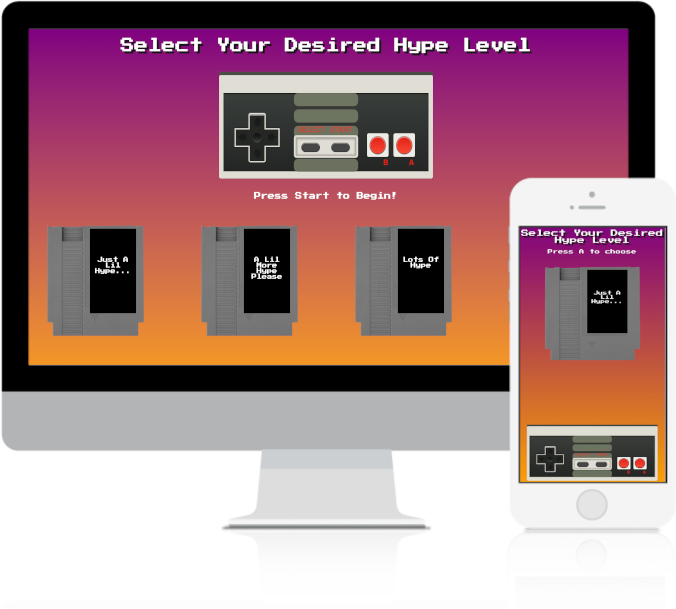 Select Your Desired Hype Level
B A
Press Start to Begin!
Just A
Lil
Hype...
A Lil
More
Hype
Please
Lots Of
Hype
Select Your Desired
Hype Level
Press A to choose
Just A
Lil
Hype...